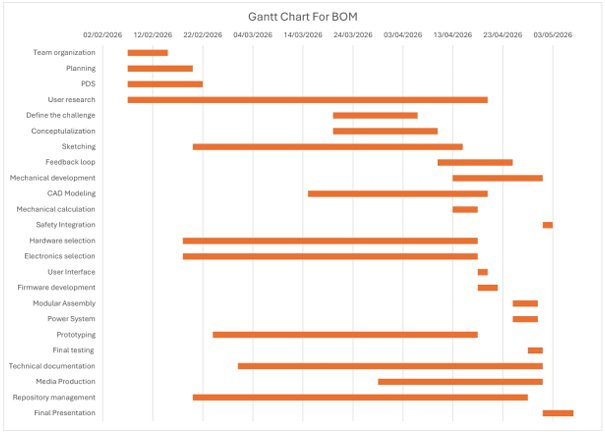 Gantt Chart For BOM
02/02/2026 12/02/2026 22/02/2026 04/03/2026 14/03/2026 24/03/2026 03/04/2026 13/04/2026 23/04/2026 03/05/2026
Team organization
Planning
PDS
User research
Define the challenge
Conceptulalization
Sketching
Feedback loop
Mechanical development
CAD Modeling
Mechanical calculation
Safety Integration
Hardware selection
Electronics selection
User Interface
Firmware development
Modular Assembly
Power System
Prototyping
Final testing
Technical documentation
Media Production
Repository management
Final Presentation